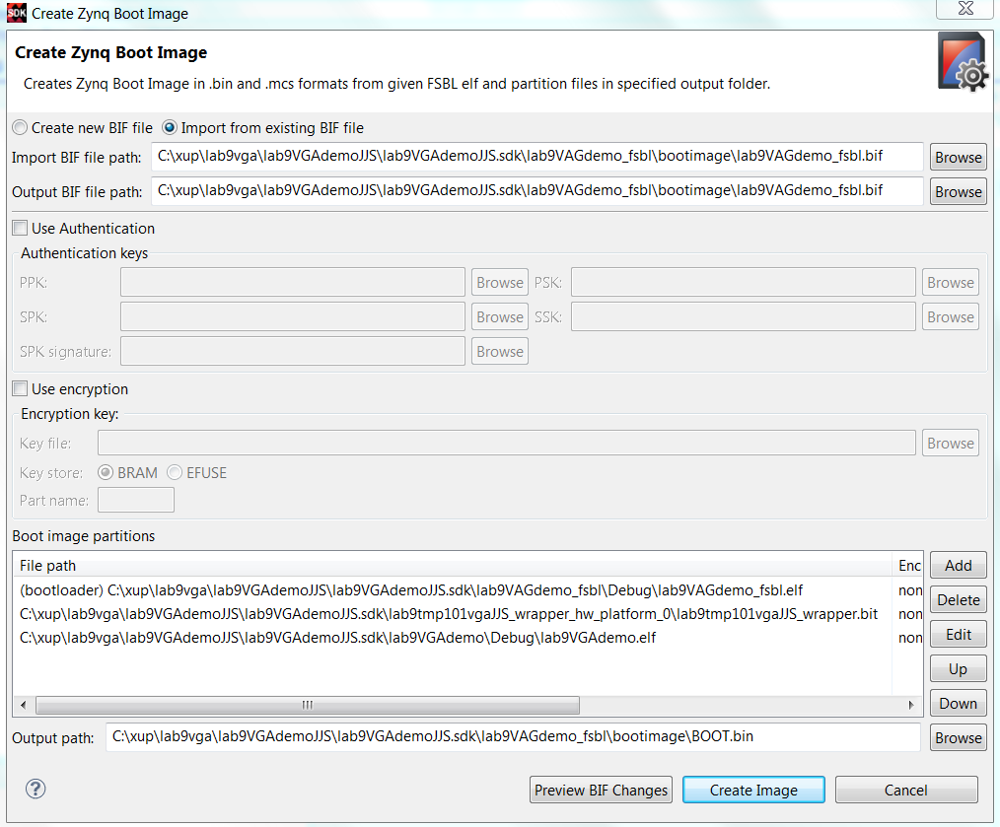 SDK Create Zynq Boot Image
Create Zynq Boot Image
Creates Zynq Boot Image in .bin and .mcs formats from given FSBL elf and partition files in specified output folder.
Create new BIF file Import from existing BIF file
Import BIF file path: C:\xup\lab9vga\lab9VGAdemoJJS\lab9VGAdemoJJS.sdk\lab9VAGdemo_fsbl\bootimage\lab9VAGdemo_fsbl.bif Browse
Output BIF file path: C:\xup\lab9vga\lab9VGAdemoJJS\lab9VGAdemoJJS.sdk\lab9VAGdemo_fsbl\bootimage\lab9VAGdemo_fsbl.bif Browse
Use Authentication
Authentication keys
PPK: Browse PSK: Browse
SPK: Browse SSK: Browse
SPK signature: Browse
Use encryption
Encryption key:
Key file: Browse
Key store: BRAM EFUSE
Part name:
Boot image partitions
File path Enc Add
(bootloader) C:\xup\lab9vga\lab9VGAdemoJJS\lab9VGAdemoJJS.sdk\lab9VAGdemo_fsbl\Debug\lab9VAGdemo_fsbl.elf non Delete
C:\xup\lab9vga\lab9VGAdemoJJS\lab9VGAdemoJJS.sdk\lab9tmp101vgaJJS_wrapper_hw_platform_0\lab9tmp101vgaJJS_wrapper.bit non
C:\xup\lab9vga\lab9VGAdemoJJS\lab9VGAdemoJJS.sdk\lab9VGAdemo\Debug\lab9VGAdemo.elf non Edit
Up
Down
Output path: C:\xup\lab9vga\lab9VGAdemoJJS\lab9VGAdemoJJS.sdk\lab9VAGdemo_fsbl\bootimage\BOOT.bin Browse
? Preview BIF Changes Create Image Cancel